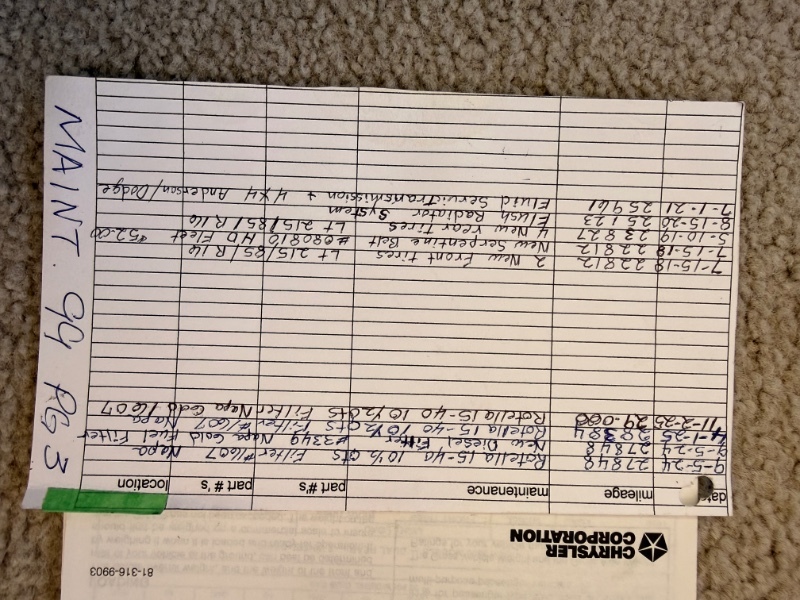 81-316-9903
CHRYSLER
CORPORATION
date mileage maintenance part #'s part #'s location
9-5-24 27848 Rotella 15-40 10½ qts Filter #1607 Napa
9-5-24 27848 New Diesel Filter #3349 Napa Gold Fuel Filter
4-1-25 28384 Rotella 15-40 10½ qts Filter #1607 Napa
11-2-25 29-000 Rotella 15-40 10½ qts Filter Napa Gold/1607
7-15-18 22812 2 New Front tires Lt 215/85/R16
7-15-18 22812 New Serpentine Belt #080810 HD Fleet $52.00
5-10-19 23827 4 New rear tires Lt 215/85/R16
8-15-20 25123 Flush Radiator System
7-1-21 25961 Fluid Servic Transmission + 4x4 Anderson/Dodge
MAINT. 99 PG 3